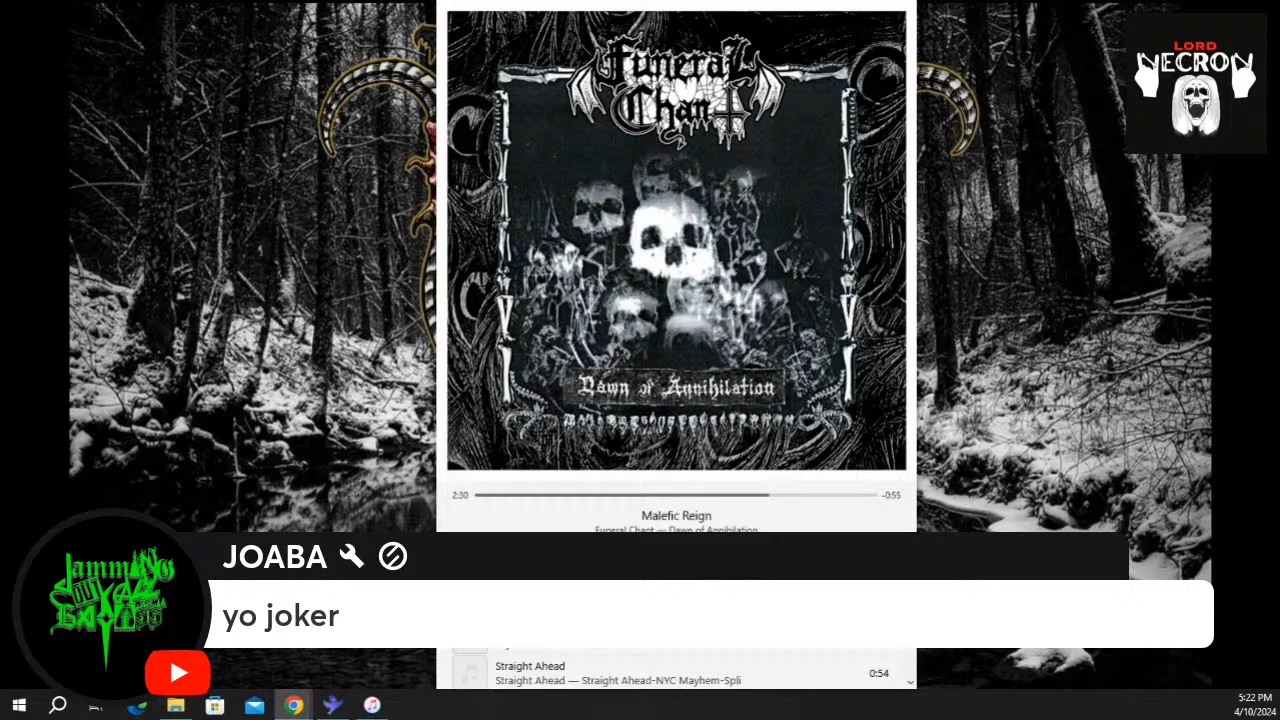 Funeral
Chant
LORD
NECRON
Dawn of Annihilation
2:30
-0:55
Malefic Reign
Funeral Chant — Dawn of Annihilation
JOABA
yo joker
Straight Ahead
Straight Ahead — Straight Ahead-NYC Mayhem-Spli
0:54
5:22 PM
4/10/2024